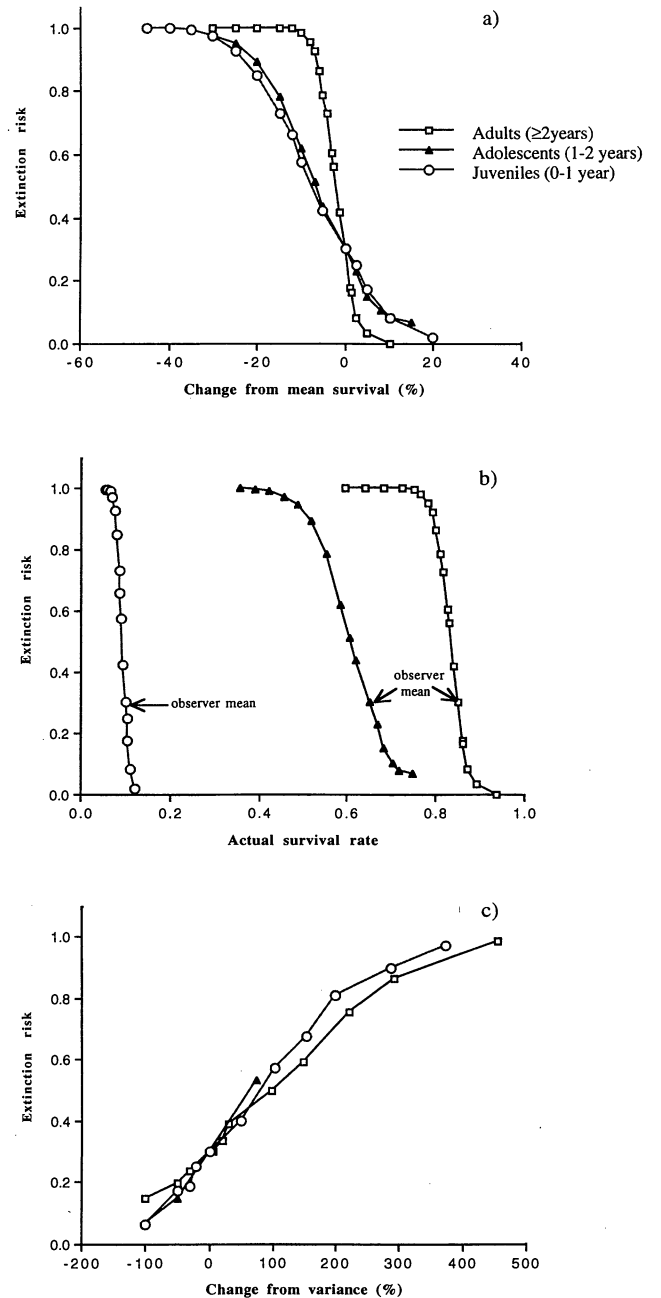 a)
1.0
0.8
0.6
0.4
0.2
0.0
Extinction risk
Adults (≥2years)
Adolescents (1-2 years)
Juveniles (0-1 year)
-60 -40 -20 0 20 40
Change from mean survival (%)
b)
1.0
0.8
0.6
0.4
0.2
0.0
Extinction risk
observer
mean
observer mean
0.0 0.2 0.4 0.6 0.8 1.0
Actual survival rate
c)
1.0
0.8
0.6
0.4
0.2
0.0
Extinction risk
-200 -100 0 100 200 300 400 500
Change from variance (%)